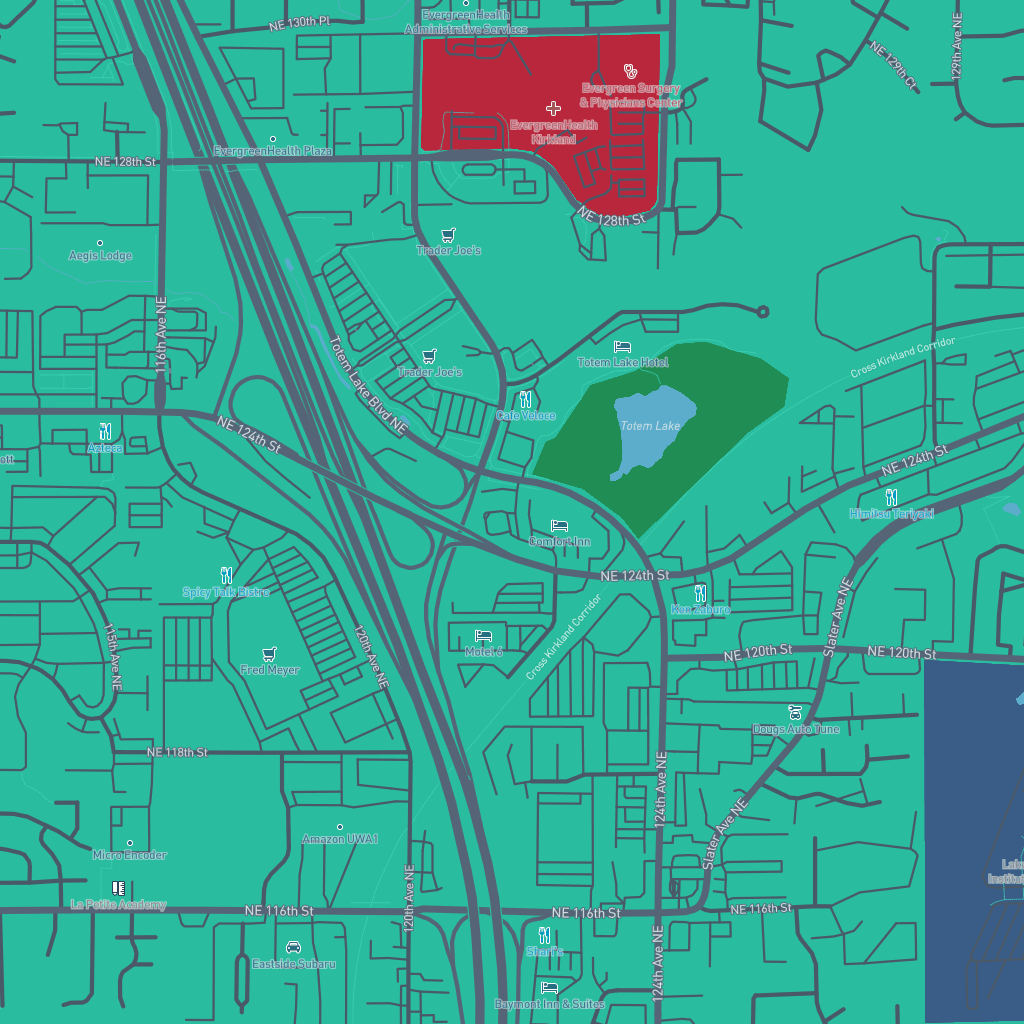 EvergreenHealth
Administrative Services
NE 130th Pl
129th Ave NE
NE 129th Ct
Evergreen Surgery
& Physicians Center
EvergreenHealth
Kirkland
EvergreenHealth Plaza
NE 128th St
NE 128th St
Aegis Lodge
Trader Joe's
116th Ave NE
Totem Lake Blvd NE
Trader Joe's
Totem Lake Hotel
Cross Kirkland Corridor
Cafe Veloce
Totem Lake
NE 124th St
Azteca
ott
NE 124th St
Himitsu Teriyaki
Comfort Inn
NE 124th St
Spicy Talk Bistro
Ken Zaburo
Slater Ave NE
Cross Kirkland Corridor
115th Ave NE
120th Ave NE
Motel 6
Fred Meyer
NE 120th St
NE 120th St
Dougs Auto Tune
NE 118th St
124th Ave NE
Slater Ave NE
Amazon UWA1
Micro Encoder
Lake
Institut
La Petite Academy
120th Ave NE
NE 116th St
NE 116th St
NE 116th St
Shari's
Eastside Subaru
124th Ave NE
Baymont Inn & Suites